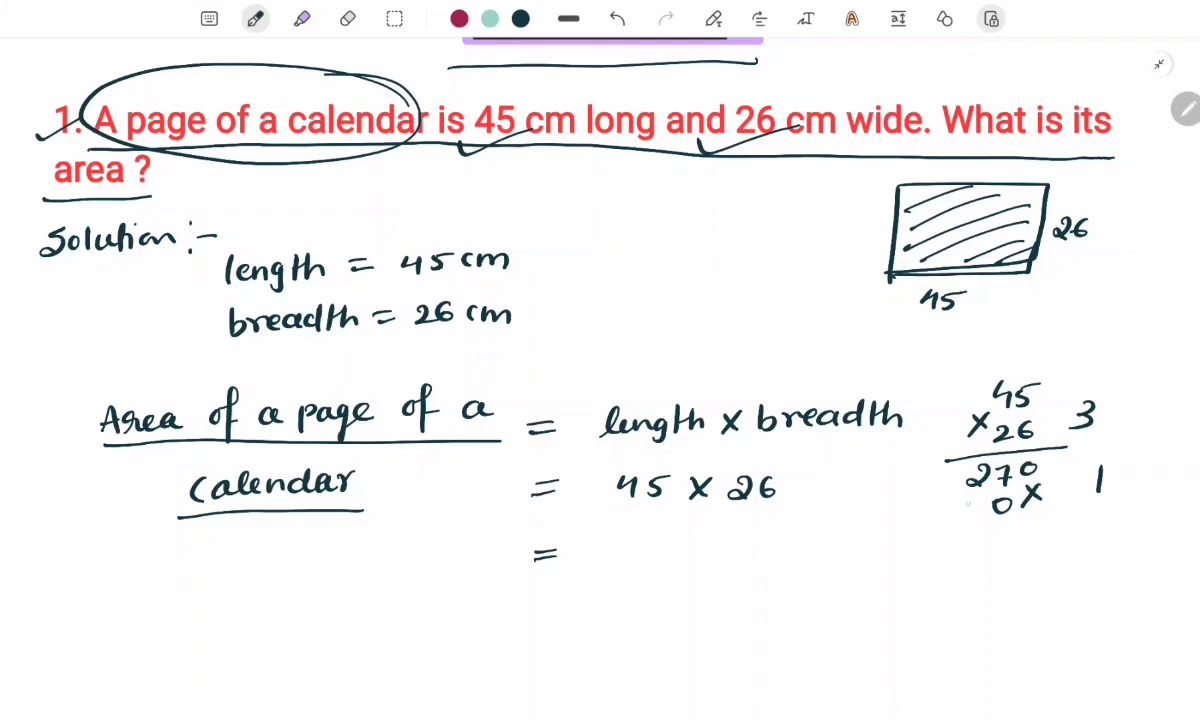 1. A page of a calendar is 45 cm long and 26 cm wide. What is its
area ?
Solution :-
length = 45 cm
breadth = 26 cm
26
45
Area of a page of a
calendar
= length × breadth
= 45 × 26
=
45
×26 3
270 1
0×